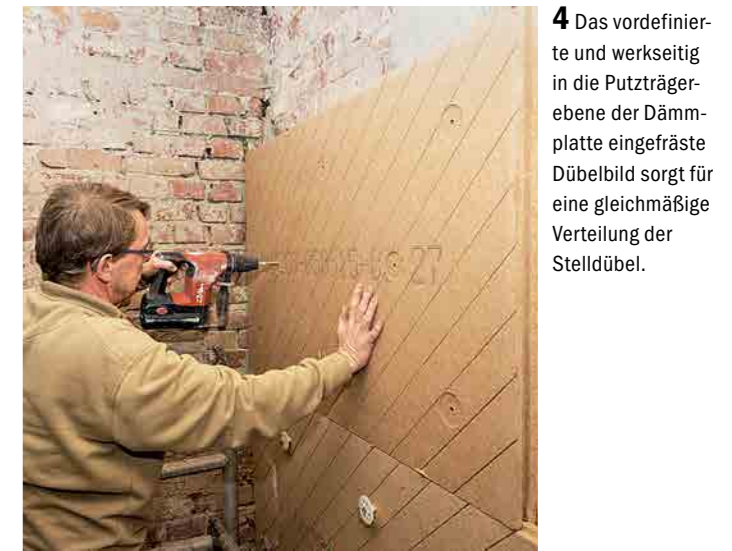 4 Das vordefinier-
te und werkseitig
in die Putzträger-
ebene der Dämm-
platte eingefräste
Dübelbild sorgt für
eine gleichmäßige
Verteilung der
Stelldübel.
27